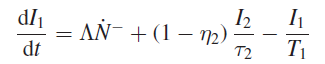 dI₁/dt = ΛṄ⁻ + (1 − η₂) I₂/τ₂ − I₁/T₁